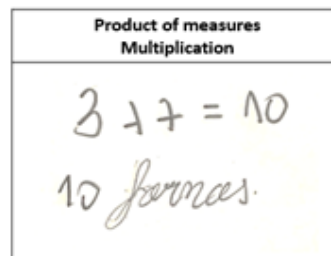 Product of measures
Multiplication
3 + 7 = 10
10 formas.